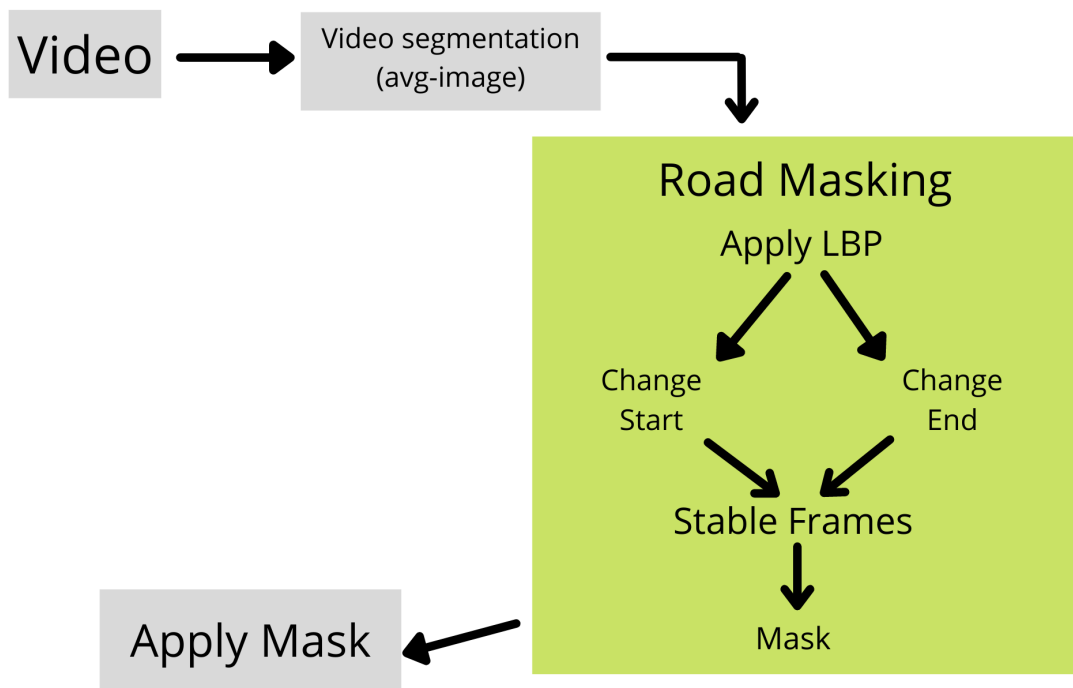 Video
Video segmentation
(avg-image)
Road Masking
Apply LBP
Change
Start
Change
End
Stable Frames
Mask
Apply Mask